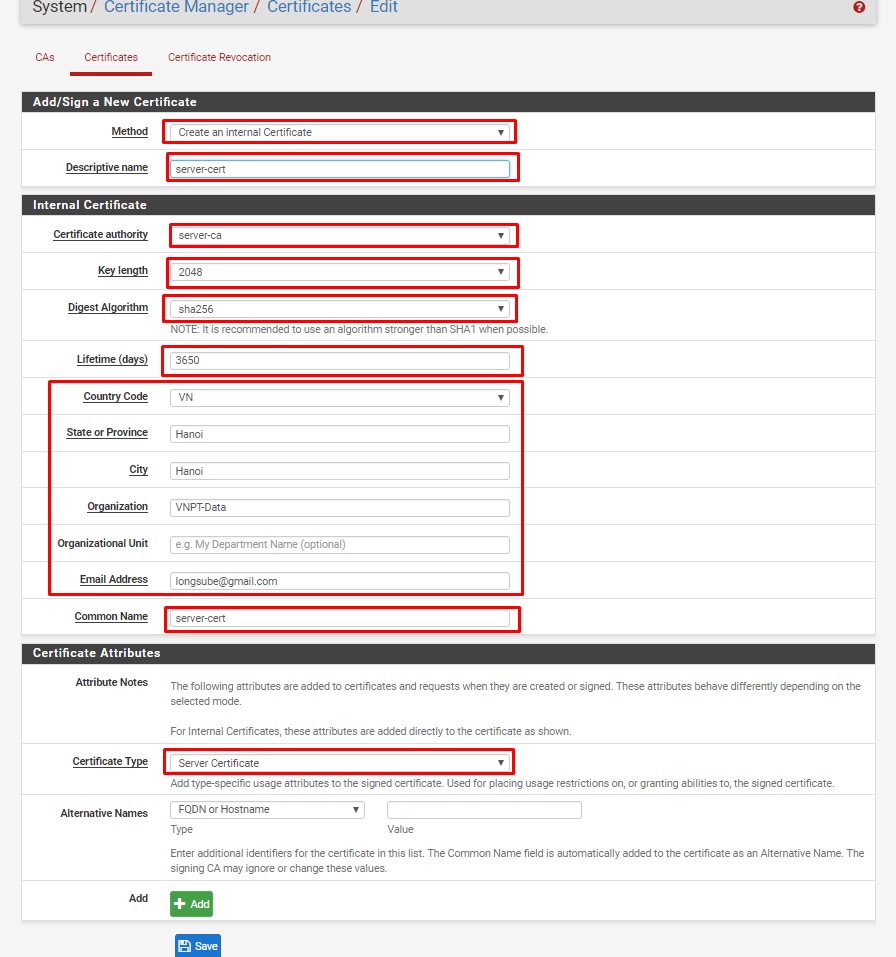 System / Certificate Manager / Certificates / Edit
CAs Certificates Certificate Revocation
Add/Sign a New Certificate
Method Create an internal Certificate
Descriptive name server-cert
Internal Certificate
Certificate authority server-ca
Key length 2048
Digest Algorithm sha256
NOTE: It is recommended to use an algorithm stronger than SHA1 when possible.
Lifetime (days) 3650
Country Code VN
State or Province Hanoi
City Hanoi
Organization VNPT-Data
Organizational Unit e.g. My Department Name (optional)
Email Address longsube@gmail.com
Common Name server-cert
Certificate Attributes
Attribute Notes The following attributes are added to certificates and requests when they are created or signed. These attributes behave differently depending on the
selected mode.
For Internal Certificates, these attributes are added directly to the certificate as shown.
Certificate Type Server Certificate
Add type-specific usage attributes to the signed certificate. Used for placing usage restrictions on, or granting abilities to, the signed certificate.
Alternative Names FQDN or Hostname
Type Value
Enter additional identifiers for the certificate in this list. The Common Name field is automatically added to the certificate as an Alternative Name. The
signing CA may ignore or change these values.
Add Add
Save